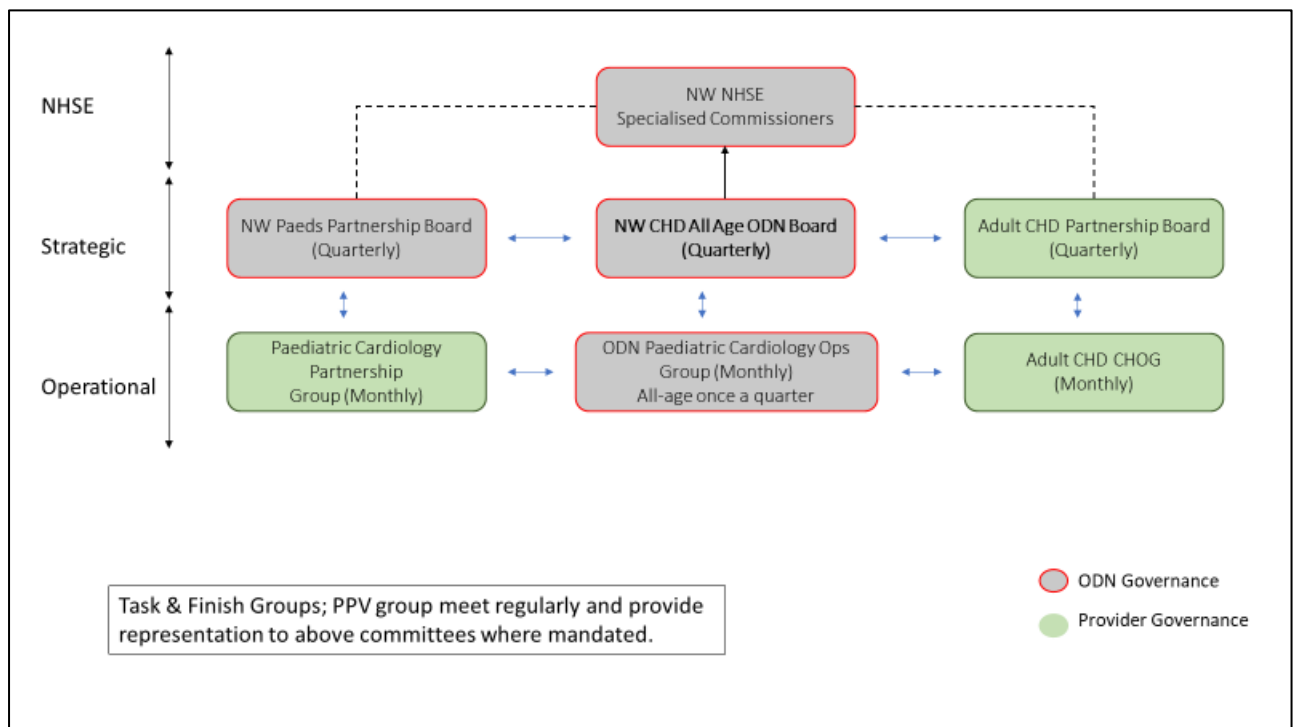 NHSE
NW NHSE
Specialised Commissioners
Strategic
NW Paeds Partnership Board
(Quarterly)
NW CHD All Age ODN Board
(Quarterly)
Adult CHD Partnership Board
(Quarterly)
Operational
Paediatric Cardiology
Partnership
Group (Monthly)
ODN Paediatric Cardiology Ops
Group (Monthly)
All-age once a quarter
Adult CHD CHOG
(Monthly)
Task & Finish Groups; PPV group meet regularly and provide
representation to above committees where mandated.
ODN Governance
Provider Governance